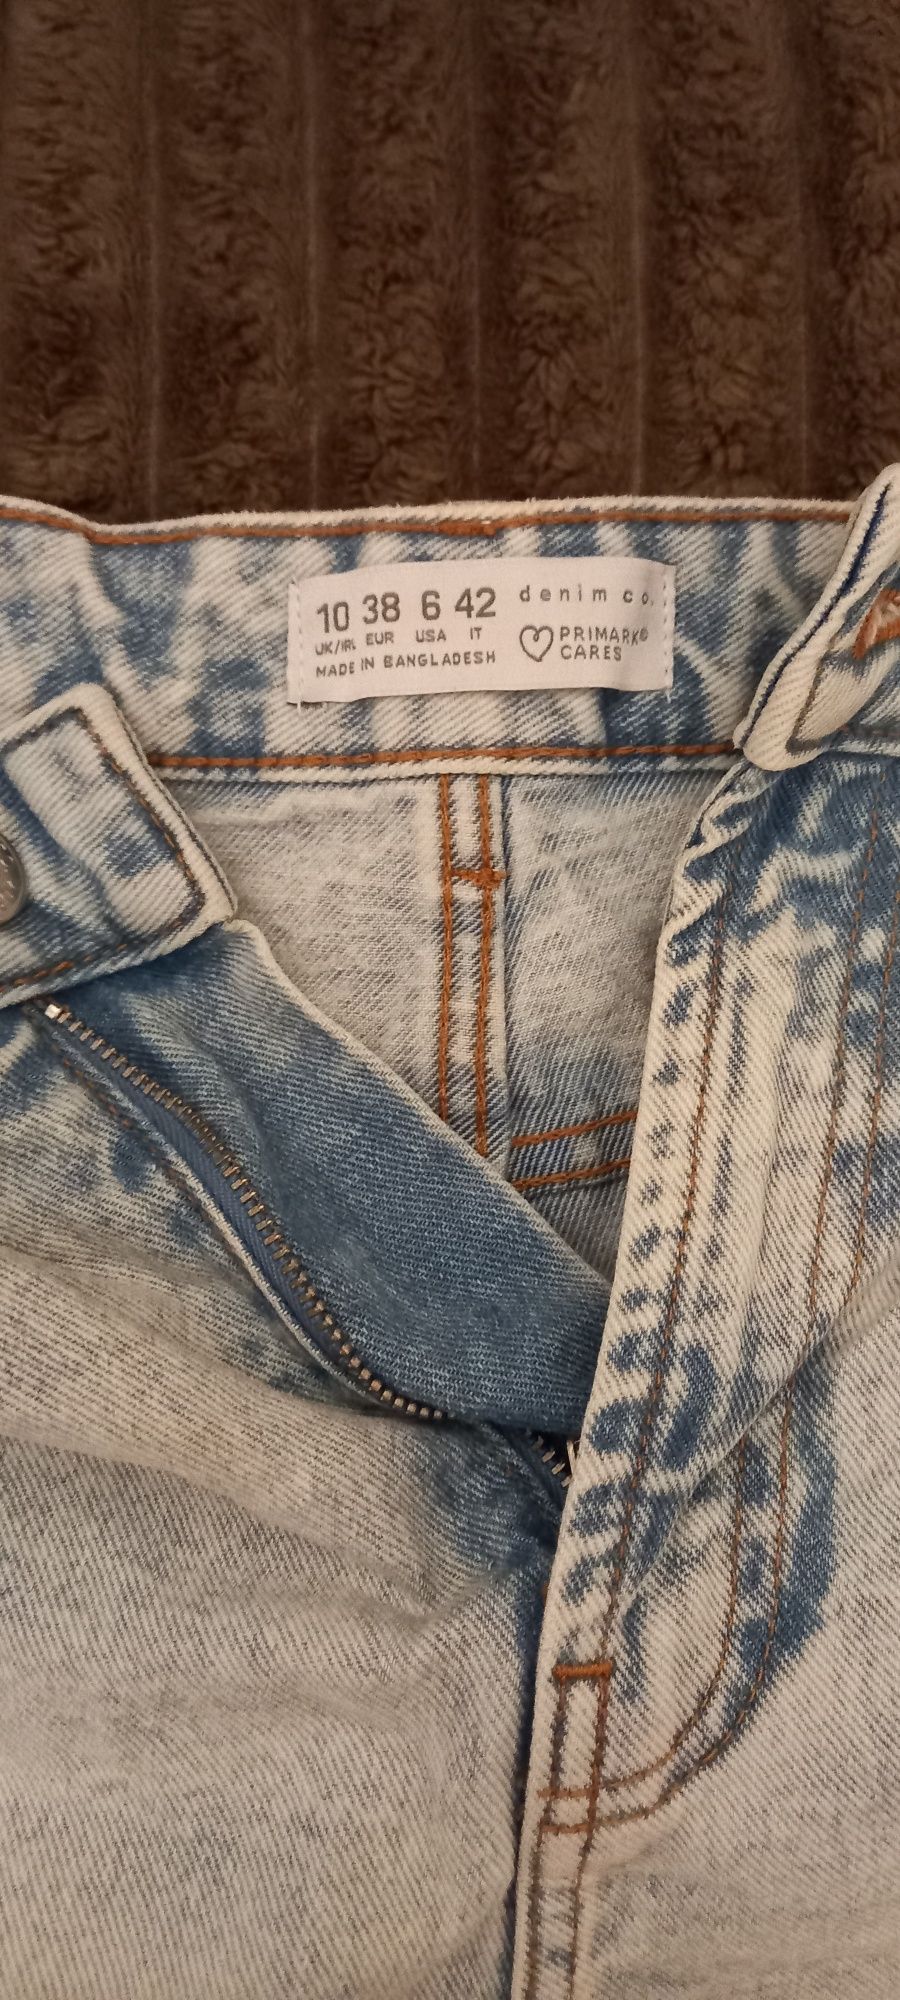 10 38 6 42
UK/IRL EUR USA IT
MADE IN BANGLADESH
denim co.
PRIMARK®
CARES